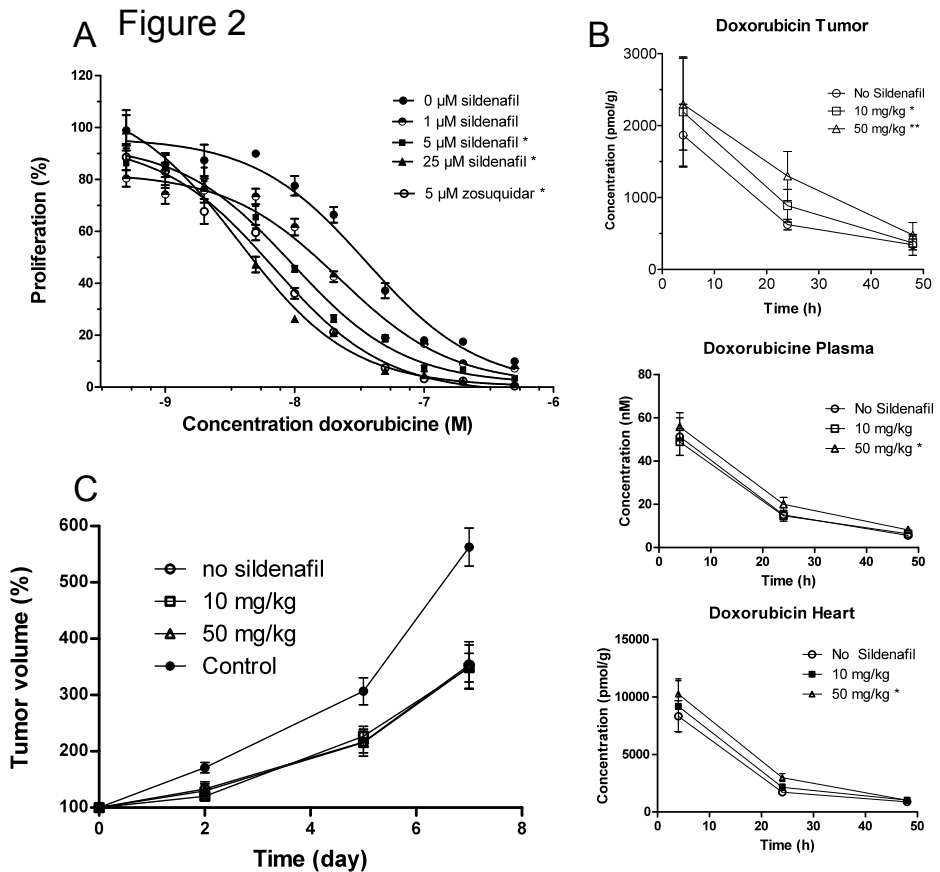 Figure 2
A
120
100
80
60
40
20
0
-9
-8
-7
-6
Proliferation (%)
Concentration doxorubicine (M)
0 µM sildenafil
1 µM sildenafil
5 µM sildenafil *
25 µM sildenafil *
5 µM zosuquidar *
B
Doxorubicin Tumor
3000
2000
1000
0
0 10 20 30 40 50
Concentration (pmol/g)
Time (h)
No Sildenafil
10 mg/kg *
50 mg/kg **
Doxorubicine Plasma
80
60
40
20
0
0 10 20 30 40 50
Concentration (nM)
Time (h)
No Sildenafil
10 mg/kg
50 mg/kg *
Doxorubicin Heart
15000
10000
5000
0
0 10 20 30 40 50
Concentration (pmol/g)
Time (h)
No Sildenafil
10 mg/kg
50 mg/kg *
C
600
500
400
300
200
100
0 2 4 6 8
Tumor volume (%)
Time (day)
no sildenafil
10 mg/kg
50 mg/kg
Control